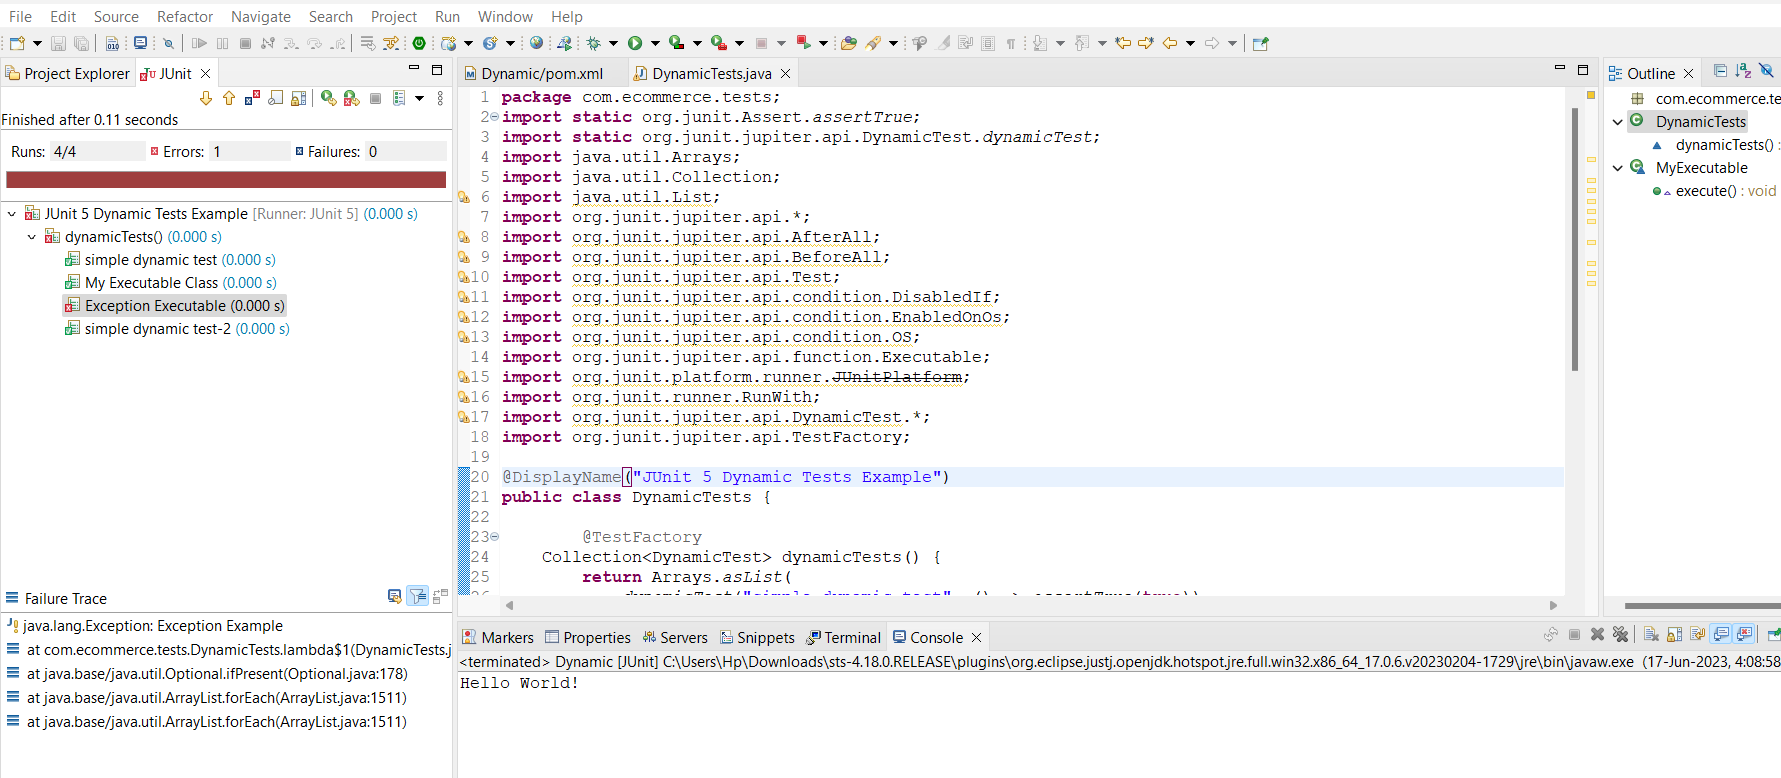 File Edit Source Refactor Navigate Search Project Run Window Help
Project Explorer JUnit
Finished after 0.11 seconds
Runs: 4/4 Errors: 1 Failures: 0
JUnit 5 Dynamic Tests Example [Runner: JUnit 5] (0.000 s)
dynamicTests() (0.000 s)
simple dynamic test (0.000 s)
My Executable Class (0.000 s)
Exception Executable (0.000 s)
simple dynamic test-2 (0.000 s)
Failure Trace
java.lang.Exception: Exception Example
at com.ecommerce.tests.DynamicTests.lambda$1(DynamicTests.j
at java.base/java.util.Optional.ifPresent(Optional.java:178)
at java.base/java.util.ArrayList.forEach(ArrayList.java:1511)
at java.base/java.util.ArrayList.forEach(ArrayList.java:1511)
Dynamic/pom.xml DynamicTests.java
1 package com.ecommerce.tests;
2 import static org.junit.Assert.assertTrue;
3 import static org.junit.jupiter.api.DynamicTest.dynamicTest;
4 import java.util.Arrays;
5 import java.util.Collection;
6 import java.util.List;
7 import org.junit.jupiter.api.*;
8 import org.junit.jupiter.api.AfterAll;
9 import org.junit.jupiter.api.BeforeAll;
10 import org.junit.jupiter.api.Test;
11 import org.junit.jupiter.api.condition.DisabledIf;
12 import org.junit.jupiter.api.condition.EnabledOnOs;
13 import org.junit.jupiter.api.condition.OS;
14 import org.junit.jupiter.api.function.Executable;
15 import org.junit.platform.runner.JUnitPlatform;
16 import org.junit.runner.RunWith;
17 import org.junit.jupiter.api.DynamicTest.*;
18 import org.junit.jupiter.api.TestFactory;
19
20 @DisplayName("JUnit 5 Dynamic Tests Example")
21 public class DynamicTests {
22
23 @TestFactory
24 Collection<DynamicTest> dynamicTests() {
25 return Arrays.asList(
26 dynamicTest("simple dynamic test", () -> assertTrue(true))
Outline
com.ecommerce.te
DynamicTests
dynamicTests() :
MyExecutable
execute() : void
Markers Properties Servers Snippets Terminal Console
<terminated> Dynamic [JUnit] C:\Users\Hp\Downloads\sts-4.18.0.RELEASE\plugins\org.eclipse.justj.openjdk.hotspot.jre.full.win32.x86_64_17.0.6.v20230204-1729\jre\bin\javaw.exe (17-Jun-2023, 4:08:58
Hello World!